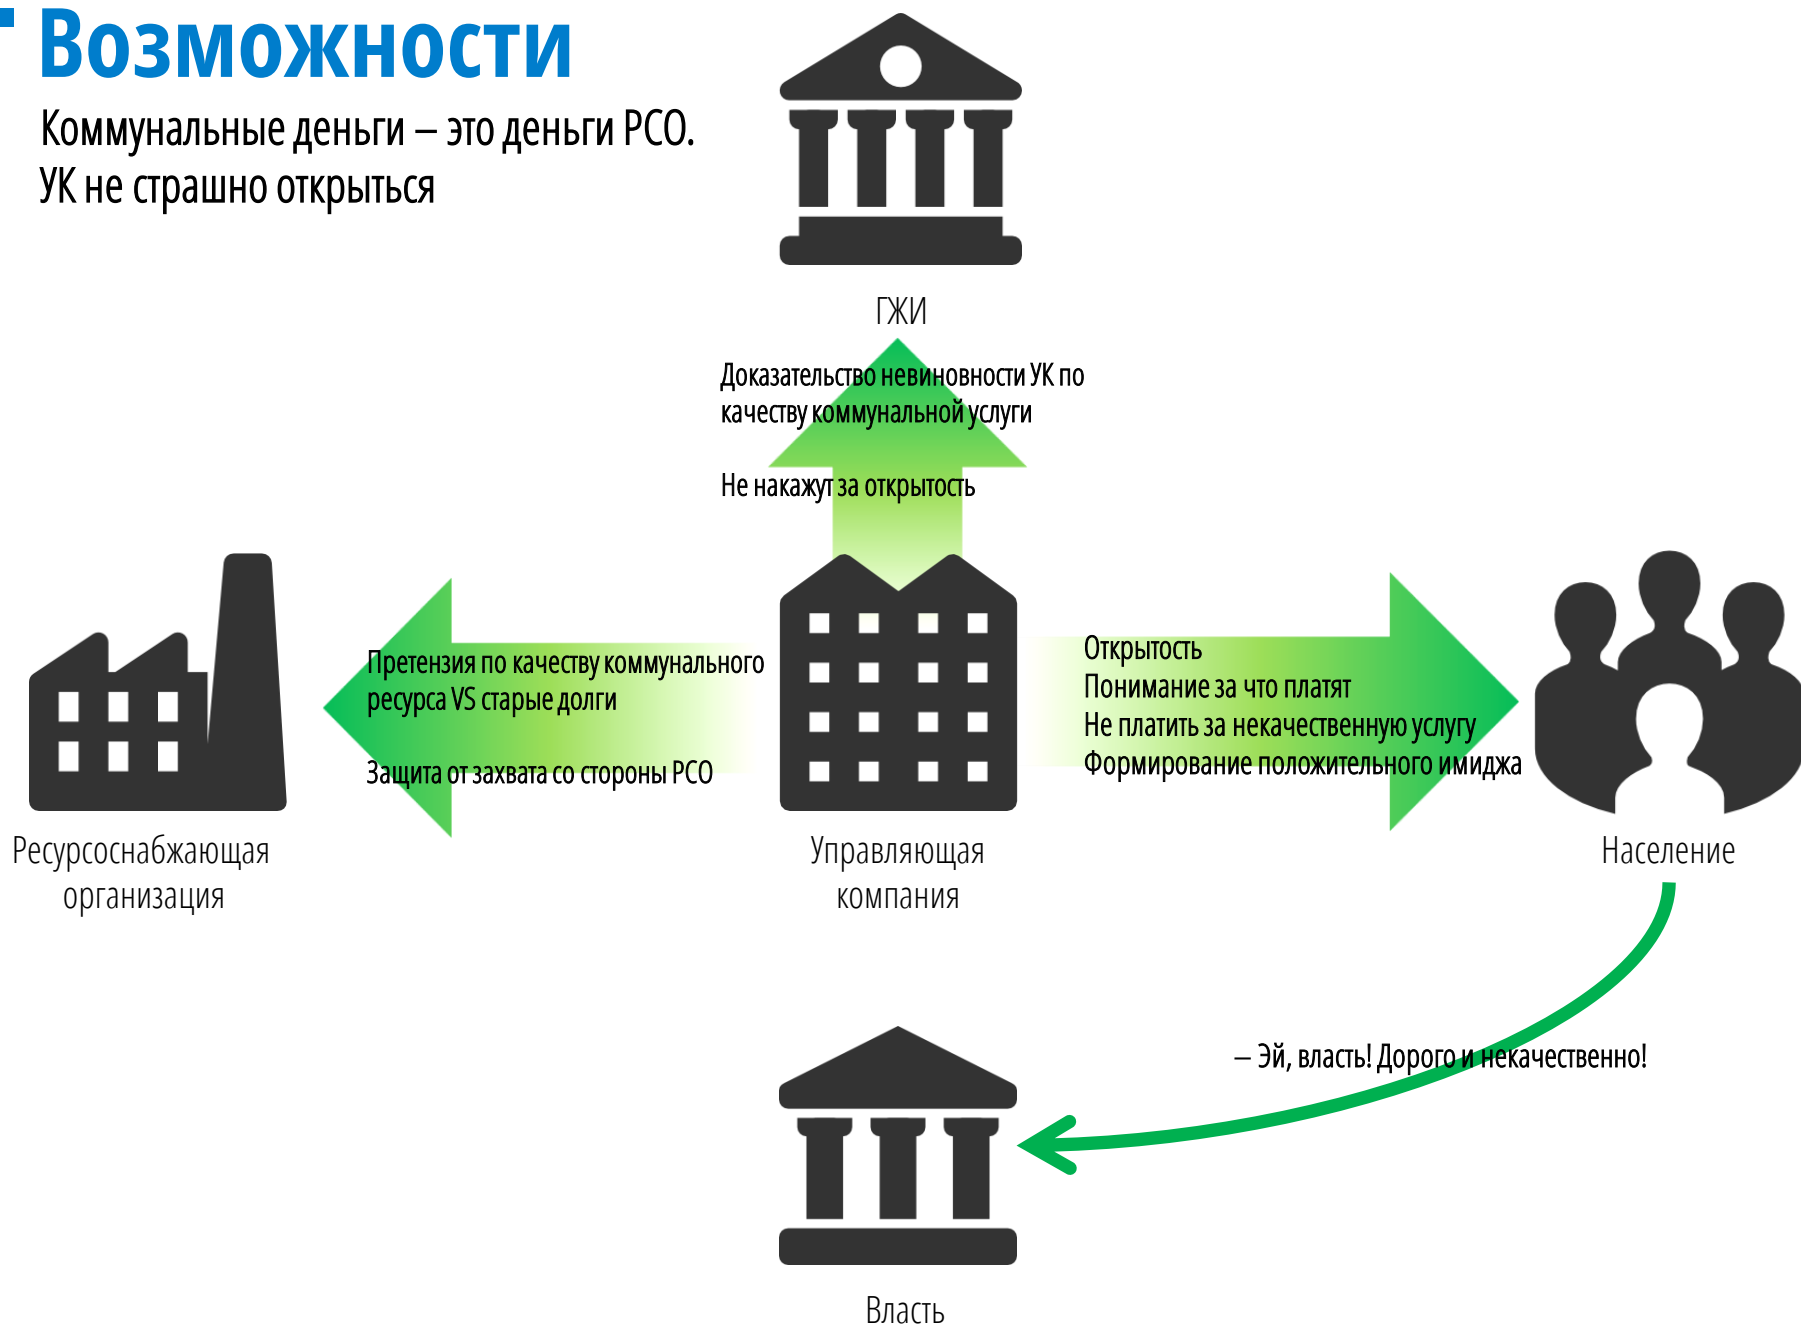 Возможности
Коммунальные деньги – это деньги РСО.
УК не страшно открыться
ГЖИ
Доказательство невиновности УК по
качеству коммунальной услуги
Не накажут за открытость
Претензия по качеству коммунального
ресурса VS старые долги
Защита от захвата со стороны РСО
Открытость
Понимание за что платят
Не платить за некачественную услугу
Формирование положительного имиджа
Ресурсоснабжающая
организация
Управляющая
компания
Население
– Эй, власть! Дорого и некачественно!
Власть